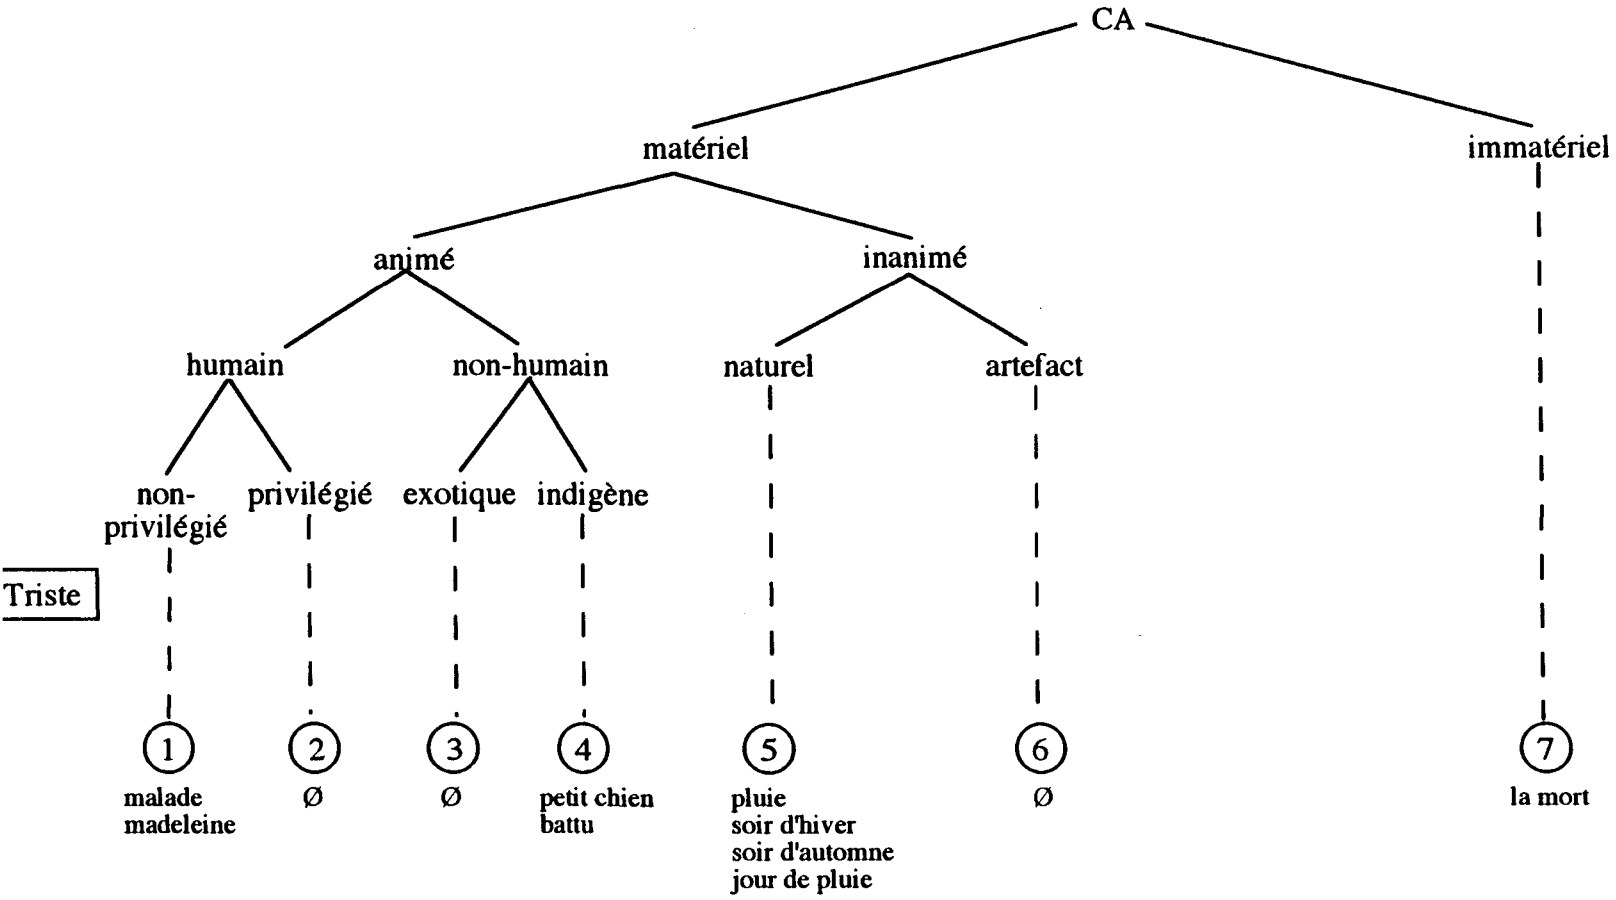 CA
matériel
immatériel
animé
inanimé
humain
non-humain
naturel
artefact
non-
privilégié
privilégié
exotique
indigène
Triste
1
2
3
4
5
6
7
malade
madeleine
Ø
Ø
petit chien
battu
pluie
soir d'hiver
soir d'automne
jour de pluie
Ø
la mort